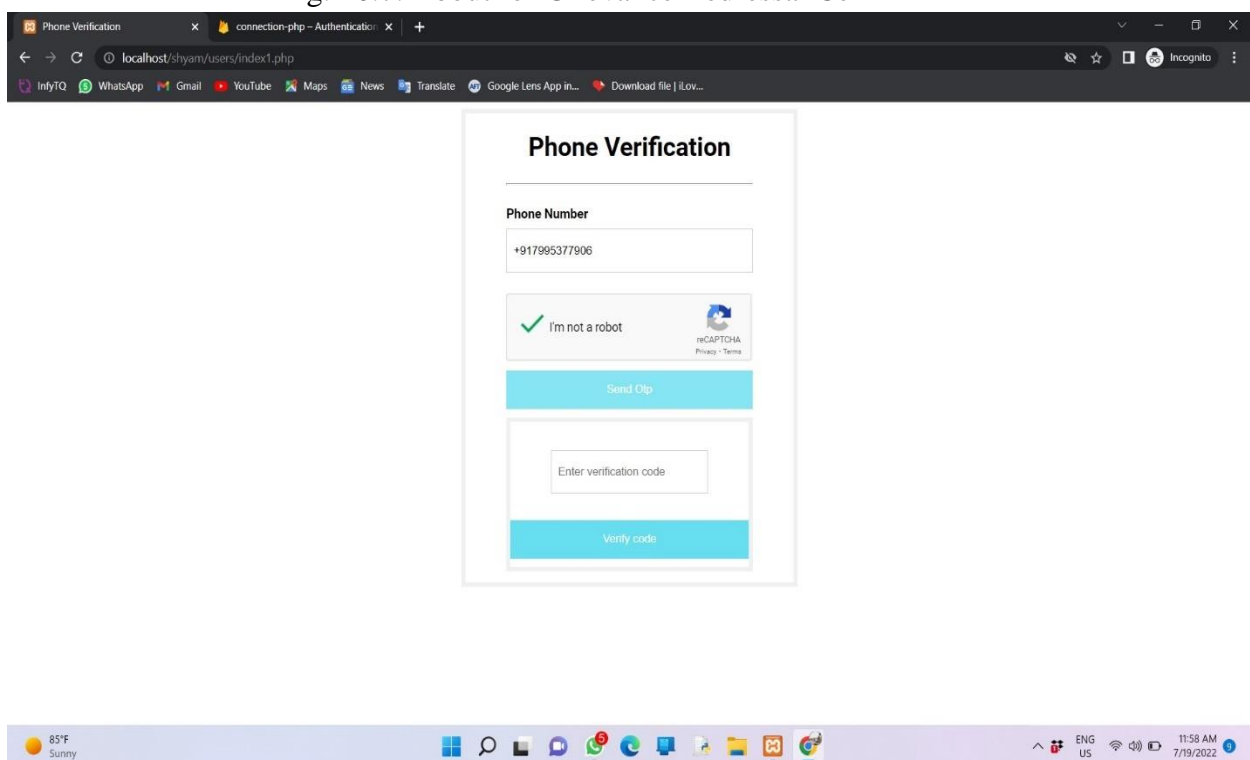 Phone Verification
connection-php – Authentication
localhost/shyam/users/index1.php
Incognito
InfyTQ WhatsApp Gmail YouTube Maps News Translate Google Lens App in... Download file | iLov...
Phone Verification
Phone Number
+917995377906
I'm not a robot
reCAPTCHA
Privacy - Terms
Send Otp
Enter verification code
Verify code
85°F
Sunny
5
ENG
US
11:58 AM
7/19/2022
9